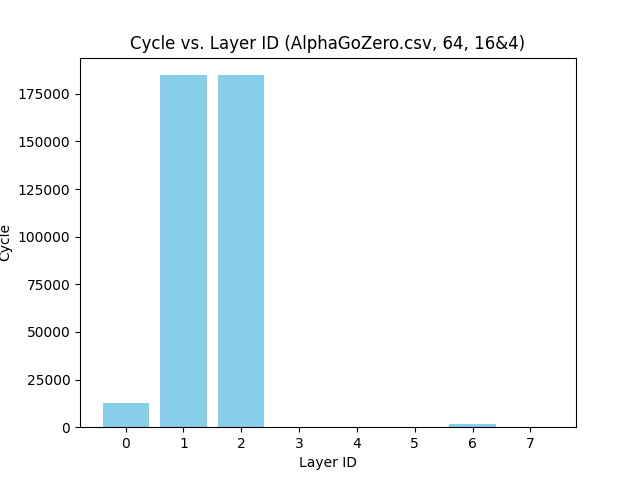 Cycle vs. Layer ID (AlphaGoZero.csv, 64, 16&4)
175000
150000
125000
100000
75000
50000
25000
0
Cycle
0 1 2 3 4 5 6 7
Layer ID